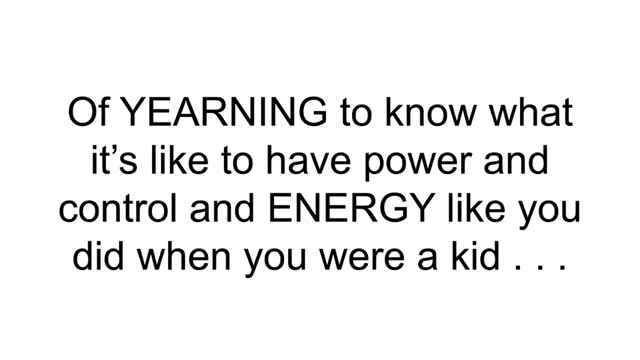 Of YEARNING to know what
it’s like to have power and
control and ENERGY like you
did when you were a kid . . .